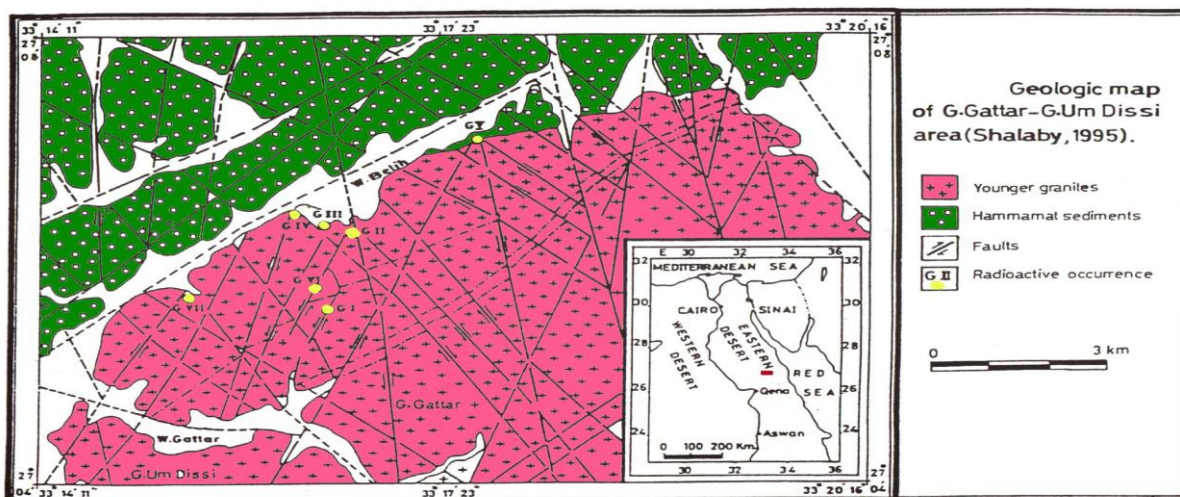 33° 14' 11"
33° 17' 23"
33° 20' 16"
27°
08
27°
08
G V
W. Belih
G III
G IV
G II
G VI
G VII
G I
G. Gattar
W. Gattar
G. Um Dissi
27°
04
33° 14' 11"
33° 17' 23"
33° 20' 16"
27°
04
E 30 32 34 36
32
MEDITERRANEAN SEA
32
30
CAIRO
SINAI
30
WESTERN
DESERT
EASTERN
DESERT
28
28
RED
SEA
26
Qena
26
Aswan
24
24
0 100 200 Km.
30 32 34 36
Geologic map
of G.Gattar-G.Um Dissi
area (Shalaby, 1995).
Younger granites
Hammamat sediments
Faults
G II Radioactive occurrence
0 3 km